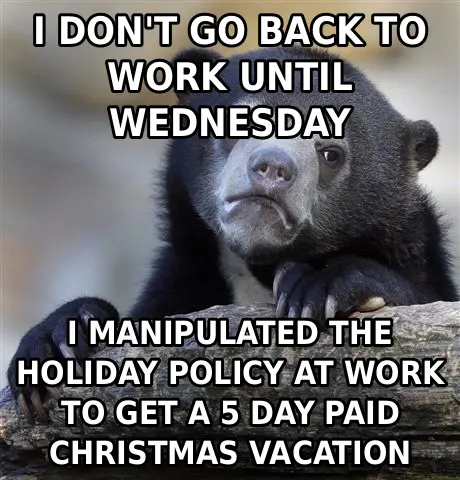 I DON'T GO BACK TO
WORK UNTIL
WEDNESDAY
I MANIPULATED THE
HOLIDAY POLICY AT WORK
TO GET A 5 DAY PAID
CHRISTMAS VACATION